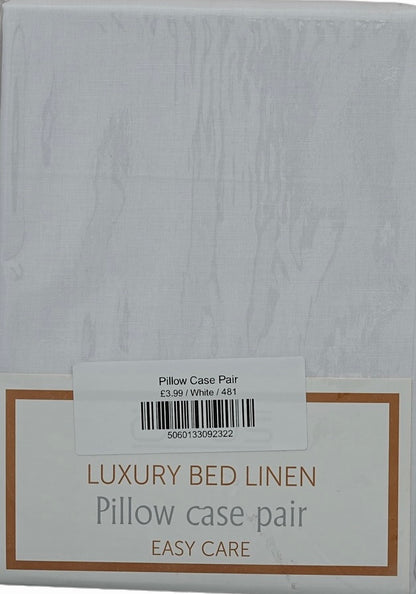 Pillow Case Pair
£3.99 / White / 481
5060133092322
LUXURY BED LINEN
Pillow case pair
EASY CARE